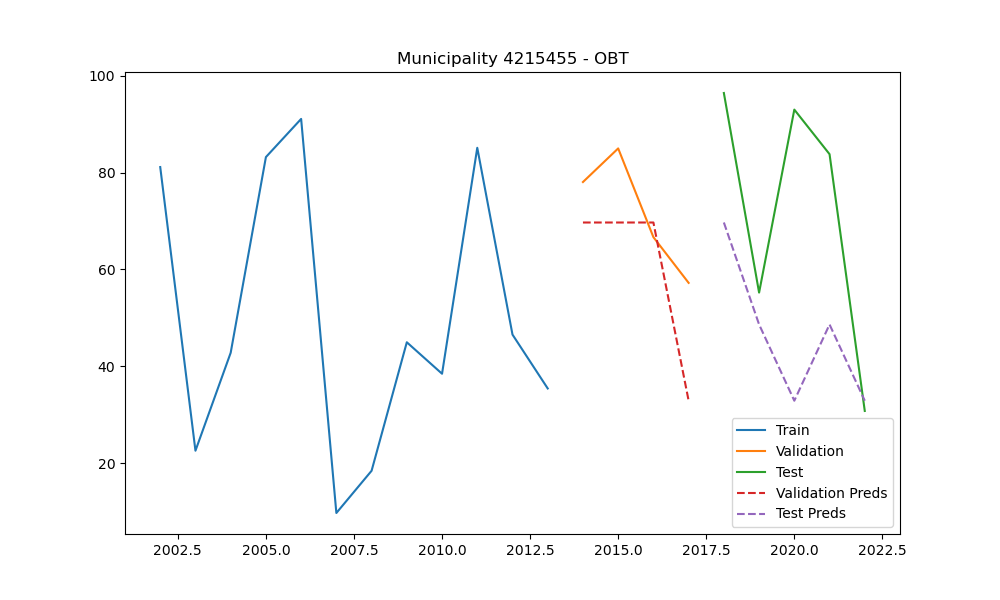 Municipality 4215455 - OBT
100
80
60
40
20
2002.5 2005.0 2007.5 2010.0 2012.5 2015.0 2017.5 2020.0 2022.5
Train
Validation
Test
Validation Preds
Test Preds